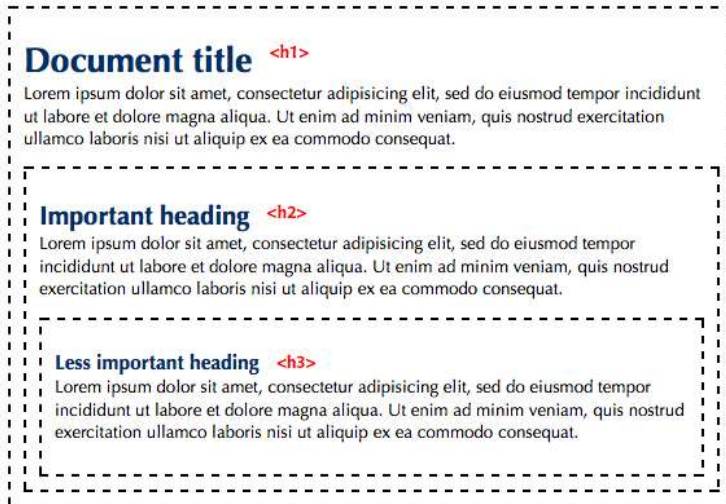 Document title <h1>
Lorem ipsum dolor sit amet, consectetur adipisicing elit, sed do eiusmod tempor incididunt
ut labore et dolore magna aliqua. Ut enim ad minim veniam, quis nostrud exercitation
ullamco laboris nisi ut aliquip ex ea commodo consequat.
Important heading <h2>
Lorem ipsum dolor sit amet, consectetur adipisicing elit, sed do eiusmod tempor
incididunt ut labore et dolore magna aliqua. Ut enim ad minim veniam, quis nostrud
exercitation ullamco laboris nisi ut aliquip ex ea commodo consequat.
Less important heading <h3>
Lorem ipsum dolor sit amet, consectetur adipisicing elit, sed do eiusmod tempor
incididunt ut labore et dolore magna aliqua. Ut enim ad minim veniam, quis nostrud
exercitation ullamco laboris nisi ut aliquip ex ea commodo consequat.